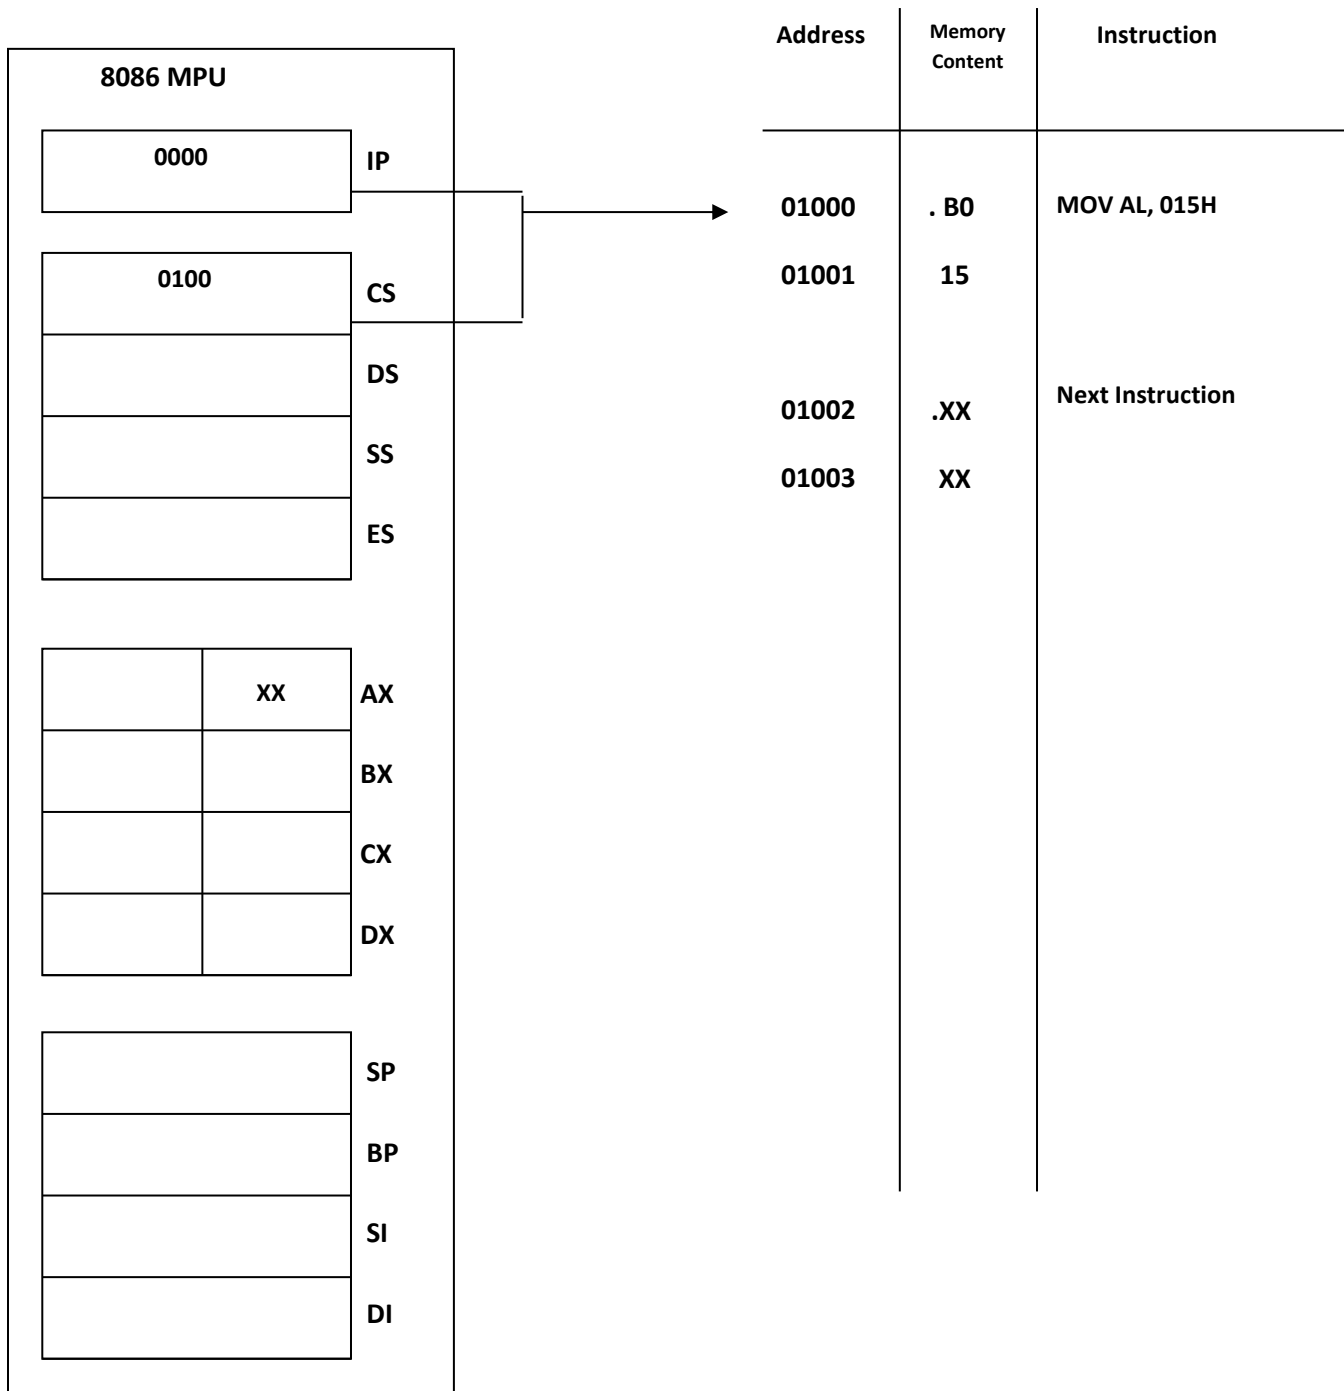 8086 MPU
0000
IP
0100
CS
DS
SS
ES
XX
AX
BX
CX
DX
SP
BP
SI
DI
Address
Memory
Content
Instruction
01000 . B0 MOV AL, 015H
01001 15
Next Instruction
01002 .XX
01003 XX